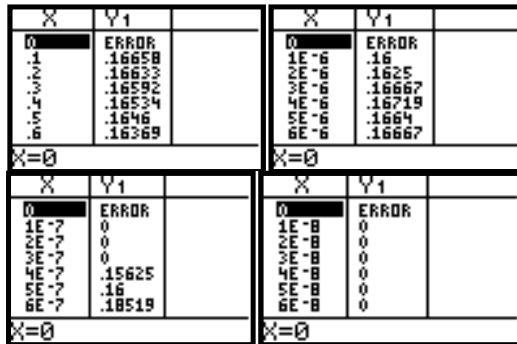 X Y1
0 ERROR
.1 .16658
.2 .16633
.3 .16592
.4 .16534
.5 .1646
.6 .16369
X=0
X Y1
0 ERROR
1E-6 .16
2E-6 .1625
3E-6 .16667
4E-6 .16719
5E-6 .1664
6E-6 .16667
X=0
X Y1
0 ERROR
1E-7 0
2E-7 0
3E-7 0
4E-7 .15625
5E-7 .16
6E-7 .18519
X=0
X Y1
0 ERROR
1E-8 0
2E-8 0
3E-8 0
4E-8 0
5E-8 0
6E-8 0
X=0